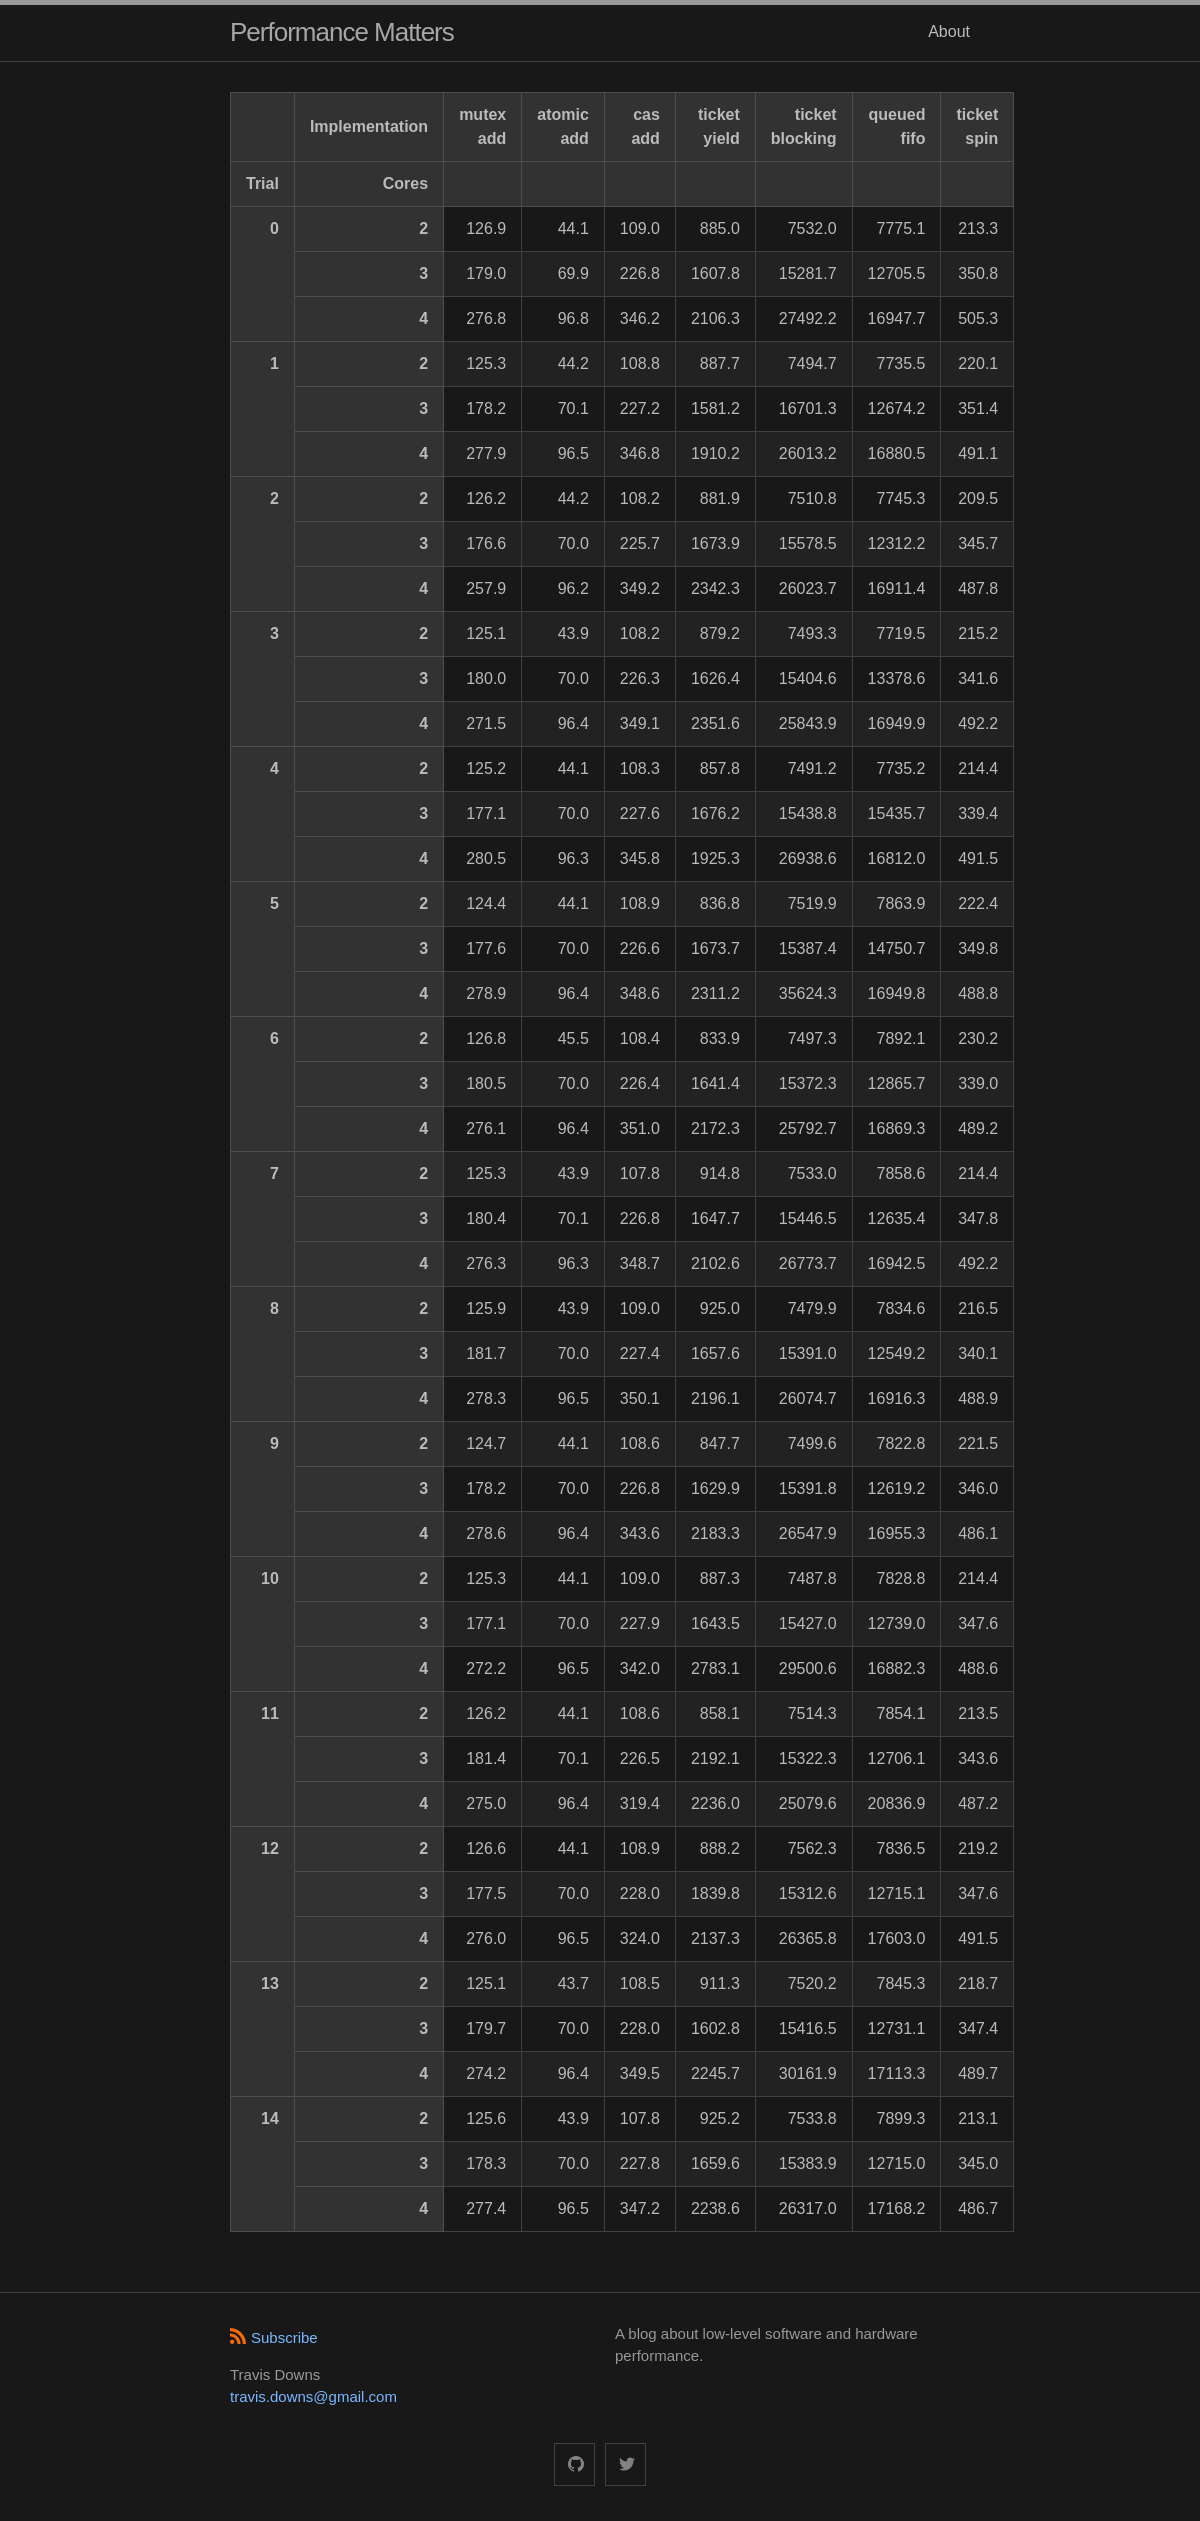 Performance Matters About
Implementation mutex add atomic add cas add ticket yield ticket blocking queued fifo ticket spin
Trial Cores
0 2 126.9 44.1 109.0 885.0 7532.0 7775.1 213.3
3 179.0 69.9 226.8 1607.8 15281.7 12705.5 350.8
4 276.8 96.8 346.2 2106.3 27492.2 16947.7 505.3
1 2 125.3 44.2 108.8 887.7 7494.7 7735.5 220.1
3 178.2 70.1 227.2 1581.2 16701.3 12674.2 351.4
4 277.9 96.5 346.8 1910.2 26013.2 16880.5 491.1
2 2 126.2 44.2 108.2 881.9 7510.8 7745.3 209.5
3 176.6 70.0 225.7 1673.9 15578.5 12312.2 345.7
4 257.9 96.2 349.2 2342.3 26023.7 16911.4 487.8
3 2 125.1 43.9 108.2 879.2 7493.3 7719.5 215.2
3 180.0 70.0 226.3 1626.4 15404.6 13378.6 341.6
4 271.5 96.4 349.1 2351.6 25843.9 16949.9 492.2
4 2 125.2 44.1 108.3 857.8 7491.2 7735.2 214.4
3 177.1 70.0 227.6 1676.2 15438.8 15435.7 339.4
4 280.5 96.3 345.8 1925.3 26938.6 16812.0 491.5
5 2 124.4 44.1 108.9 836.8 7519.9 7863.9 222.4
3 177.6 70.0 226.6 1673.7 15387.4 14750.7 349.8
4 278.9 96.4 348.6 2311.2 35624.3 16949.8 488.8
6 2 126.8 45.5 108.4 833.9 7497.3 7892.1 230.2
3 180.5 70.0 226.4 1641.4 15372.3 12865.7 339.0
4 276.1 96.4 351.0 2172.3 25792.7 16869.3 489.2
7 2 125.3 43.9 107.8 914.8 7533.0 7858.6 214.4
3 180.4 70.1 226.8 1647.7 15446.5 12635.4 347.8
4 276.3 96.3 348.7 2102.6 26773.7 16942.5 492.2
8 2 125.9 43.9 109.0 925.0 7479.9 7834.6 216.5
3 181.7 70.0 227.4 1657.6 15391.0 12549.2 340.1
4 278.3 96.5 350.1 2196.1 26074.7 16916.3 488.9
9 2 124.7 44.1 108.6 847.7 7499.6 7822.8 221.5
3 178.2 70.0 226.8 1629.9 15391.8 12619.2 346.0
4 278.6 96.4 343.6 2183.3 26547.9 16955.3 486.1
10 2 125.3 44.1 109.0 887.3 7487.8 7828.8 214.4
3 177.1 70.0 227.9 1643.5 15427.0 12739.0 347.6
4 272.2 96.5 342.0 2783.1 29500.6 16882.3 488.6
11 2 126.2 44.1 108.6 858.1 7514.3 7854.1 213.5
3 181.4 70.1 226.5 2192.1 15322.3 12706.1 343.6
4 275.0 96.4 319.4 2236.0 25079.6 20836.9 487.2
12 2 126.6 44.1 108.9 888.2 7562.3 7836.5 219.2
3 177.5 70.0 228.0 1839.8 15312.6 12715.1 347.6
4 276.0 96.5 324.0 2137.3 26365.8 17603.0 491.5
13 2 125.1 43.7 108.5 911.3 7520.2 7845.3 218.7
3 179.7 70.0 228.0 1602.8 15416.5 12731.1 347.4
4 274.2 96.4 349.5 2245.7 30161.9 17113.3 489.7
14 2 125.6 43.9 107.8 925.2 7533.8 7899.3 213.1
3 178.3 70.0 227.8 1659.6 15383.9 12715.0 345.0
4 277.4 96.5 347.2 2238.6 26317.0 17168.2 486.7
Subscribe
Travis Downs
travis.downs@gmail.com
A blog about low-level software and hardware
performance.